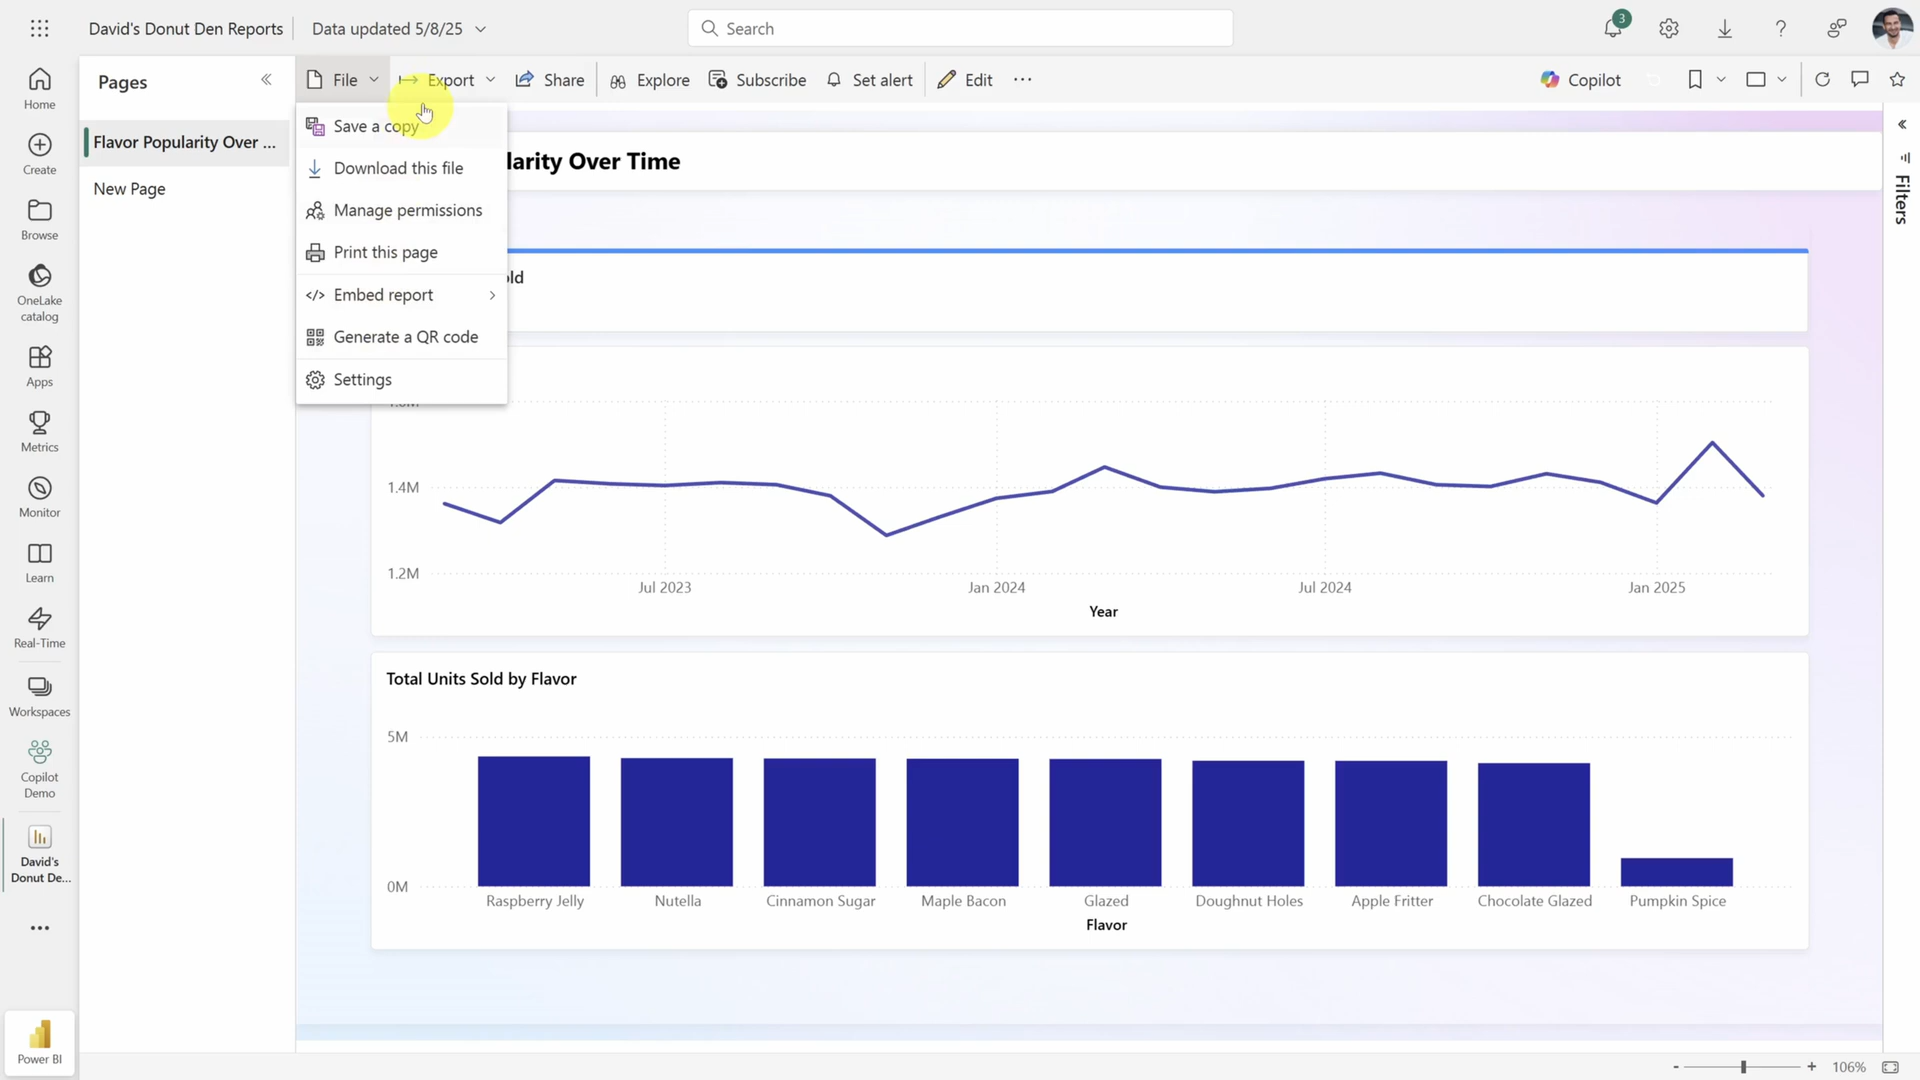 David's Donut Den Reports
Data updated 5/8/25
Search
3
Home
Create
Browse
OneLake
catalog
Apps
Metrics
Monitor
Learn
Real-Time
Workspaces
Copilot
Demo
David's
Donut De...
Power BI
Pages
Flavor Popularity Over ...
New Page
File
Export
Share
Explore
Subscribe
Set alert
Edit
Copilot
Save a copy
Download this file
Manage permissions
Print this page
Embed report
Generate a QR code
Settings
larity Over Time
old
1.4M
1.2M
Jul 2023
Jan 2024
Jul 2024
Jan 2025
Year
Total Units Sold by Flavor
5M
0M
Raspberry Jelly
Nutella
Cinnamon Sugar
Maple Bacon
Glazed
Doughnut Holes
Apple Fritter
Chocolate Glazed
Pumpkin Spice
Flavor
Filters
- + 106%